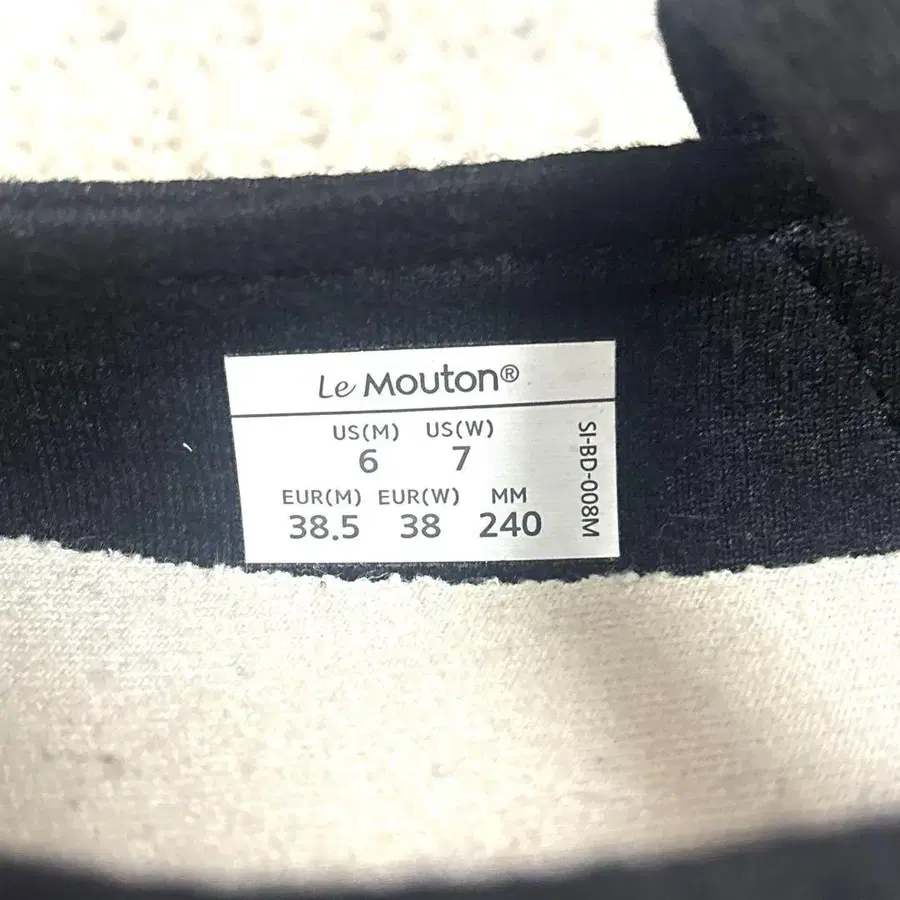 Le Mouton®
US(M) US(W)
6 7
EUR(M) EUR(W) MM
38.5 38 240
SI-BD-008M